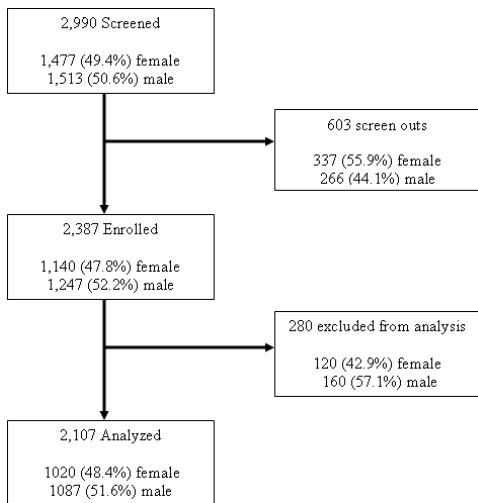 2,990 Screened
1,477 (49.4%) female
1,513 (50.6%) male
603 screen outs
337 (55.9%) female
266 (44.1%) male
2,387 Enrolled
1,140 (47.8%) female
1,247 (52.2%) male
280 excluded from analysis
120 (42.9%) female
160 (57.1%) male
2,107 Analyzed
1020 (48.4%) female
1087 (51.6%) male